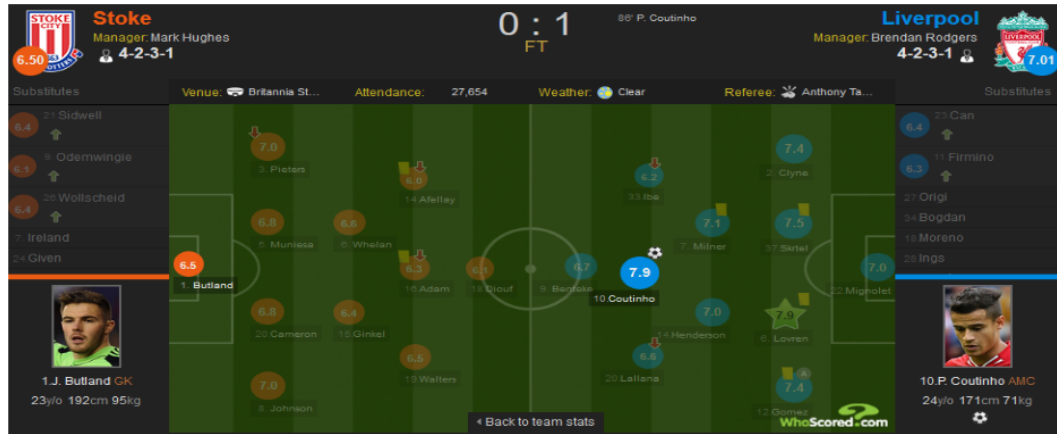 STOKE
CITY
Stoke
Manager: Mark Hughes
4-2-3-1
6.50
0 : 1
FT
86' P. Coutinho
Liverpool
Manager: Brendan Rodgers
4-2-3-1
LIVERPOOL
7.01
Substitutes
Venue: Britannia St... Attendance: 27,654 Weather: Clear Referee: Anthony Ta...
Substitutes
6.4 21 Sidwell
6.1 9. Odemwingie
6.4 26 Wollscheid
7. Ireland
24 Given
7.0
3. Pieters
6.0
14 Afellay
6.8
5. Muniesa
6.6
6. Whelan
6.5
1. Butland
6.3
16 Adam
6.1
18 Diouf
6.8
20 Cameron
6.4
15 Ginkel
6.5
19 Walters
7.0
8. Johnson
6.2
33 Ibe
7.4
2. Clyne
7.1
7. Milner
7.5
37 Skrtel
6.7
9. Benteke
7.9
10. Coutinho
7.0
22. Mignolet
7.0
14 Henderson
7.9
6. Lovren
6.6
20 Lallana
7.4
A
12 Gomez
6.4 23 Can
6.3 11 Firmino
27 Origi
34 Bogdan
18 Moreno
28 Ings
1.J. Butland GK
23y/o 192cm 95kg
Back to team stats
WhoScored.com
10.P. Coutinho AMC
24y/o 171cm 71kg